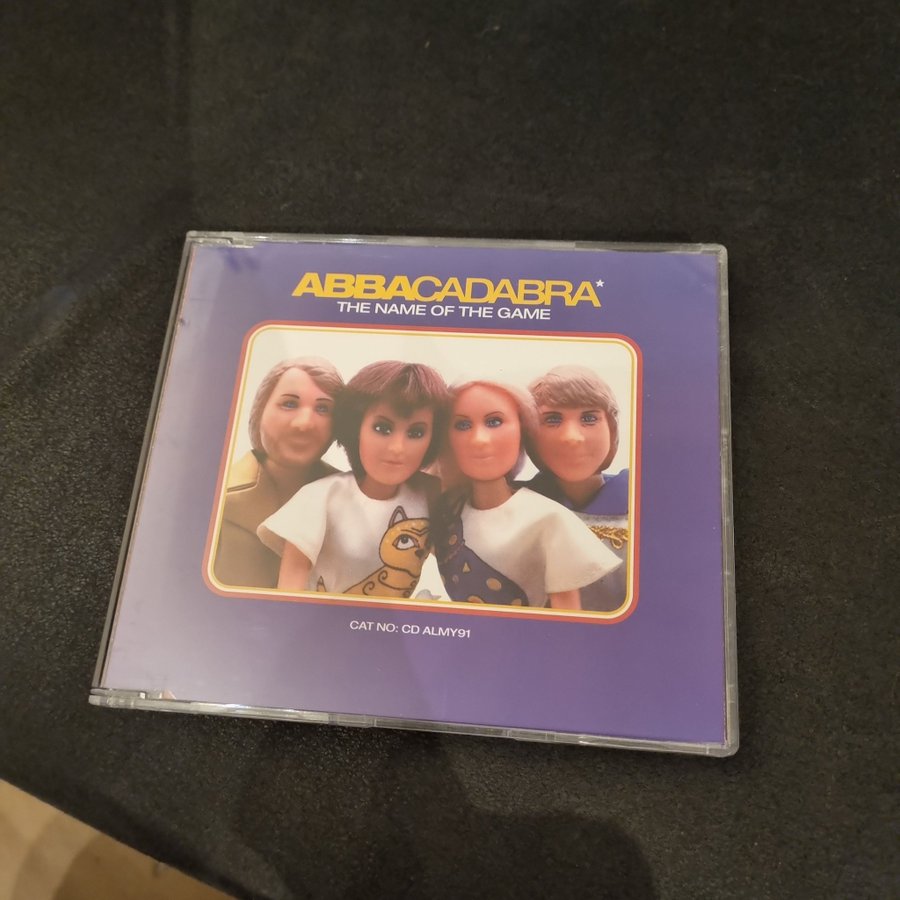 ABBACADABRA*
THE NAME OF THE GAME
CAT NO: CD ALMY91